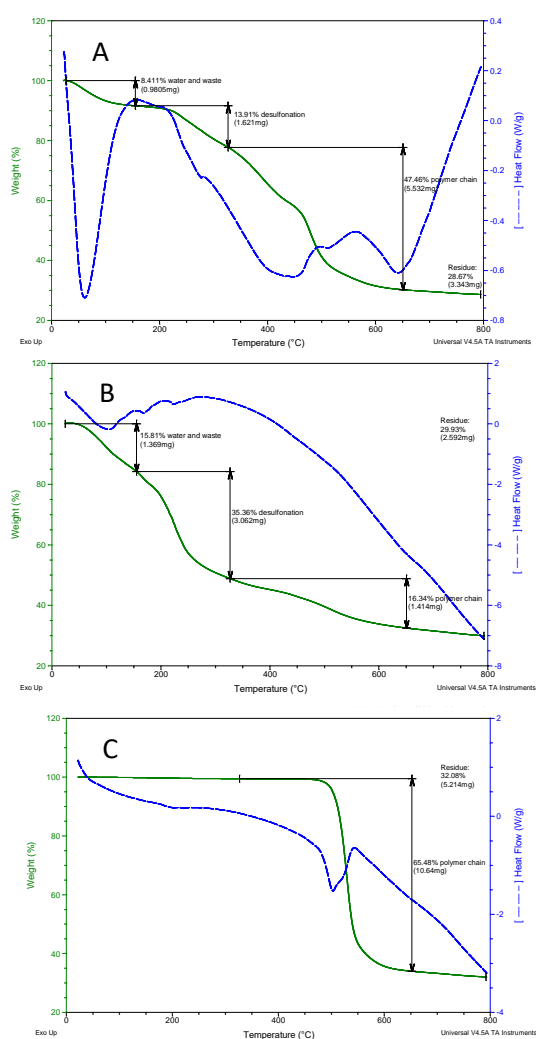 A
120
100
80
60
40
20
Weight (%)
8.411% water and waste
(0.9805mg)
13.91% desulfonation
(1.621mg)
47.46% polymer chain
(5.532mg)
Residue:
28.67%
(3.343mg)
0.4
0.2
0.0
-0.2
-0.4
-0.6
-0.8
[ ─ ─ ─ – ] Heat Flow (W/g)
0
200
400
600
800
Exo Up
Temperature (°C)
Universal V4.5A TA Instruments
B
120
100
80
60
40
20
Weight (%)
15.81% water and waste
(1.369mg)
35.36% desulfonation
(3.062mg)
16.34% polymer chain
(1.414mg)
Residue:
29.93%
(2.592mg)
2
0
-2
-4
-6
-8
[ ─ ─ ─ – ] Heat Flow (W/g)
0
200
400
600
800
Exo Up
Temperature (°C)
Universal V4.5A TA Instruments
C
120
100
80
60
40
20
Weight (%)
Residue:
32.08%
(5.214mg)
65.48% polymer chain
(10.64mg)
2
0
-2
-4
[ ─ ─ ─ – ] Heat Flow (W/g)
0
200
400
600
800
Exo Up
Temperature (°C)
Universal V4.5A TA Instruments